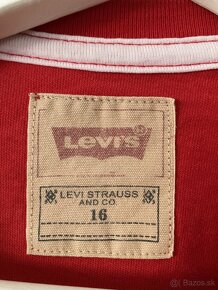 LEVI'S
LEVI STRAUSS
AND CO.
16
Bazos.sk